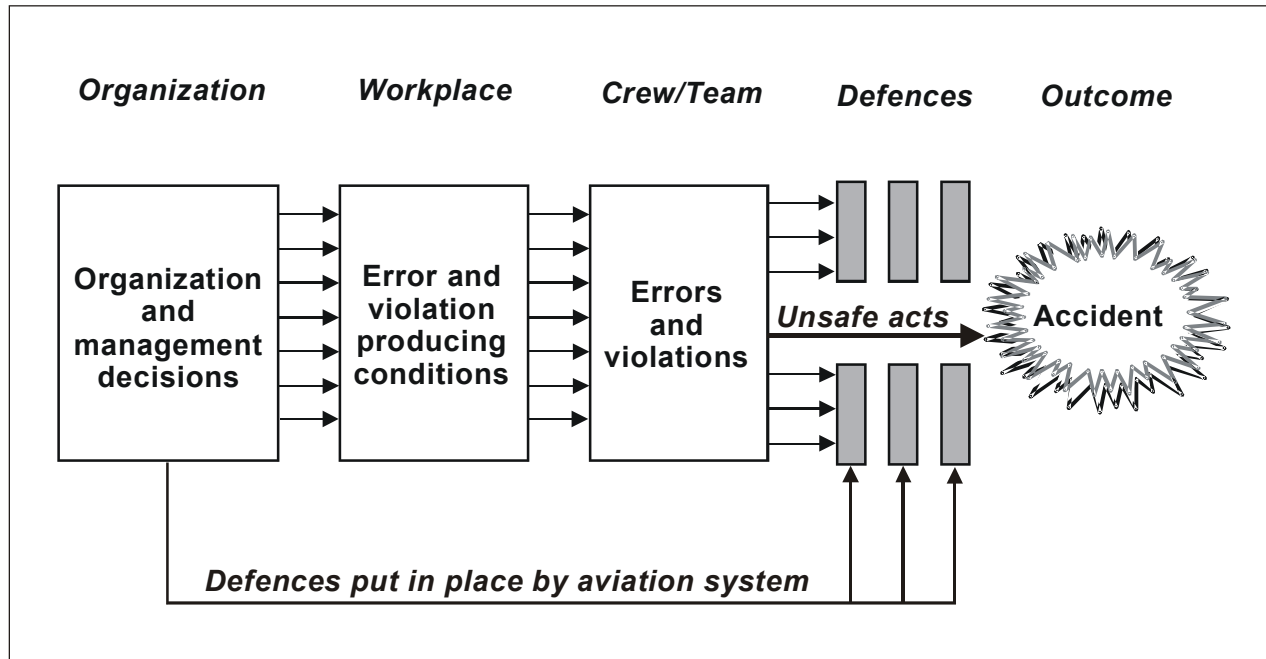 Organization Workplace Crew/Team Defences Outcome
Organization
and
management
decisions
Error and
violation
producing
conditions
Errors
and
violations
Unsafe acts
Accident
Defences put in place by aviation system